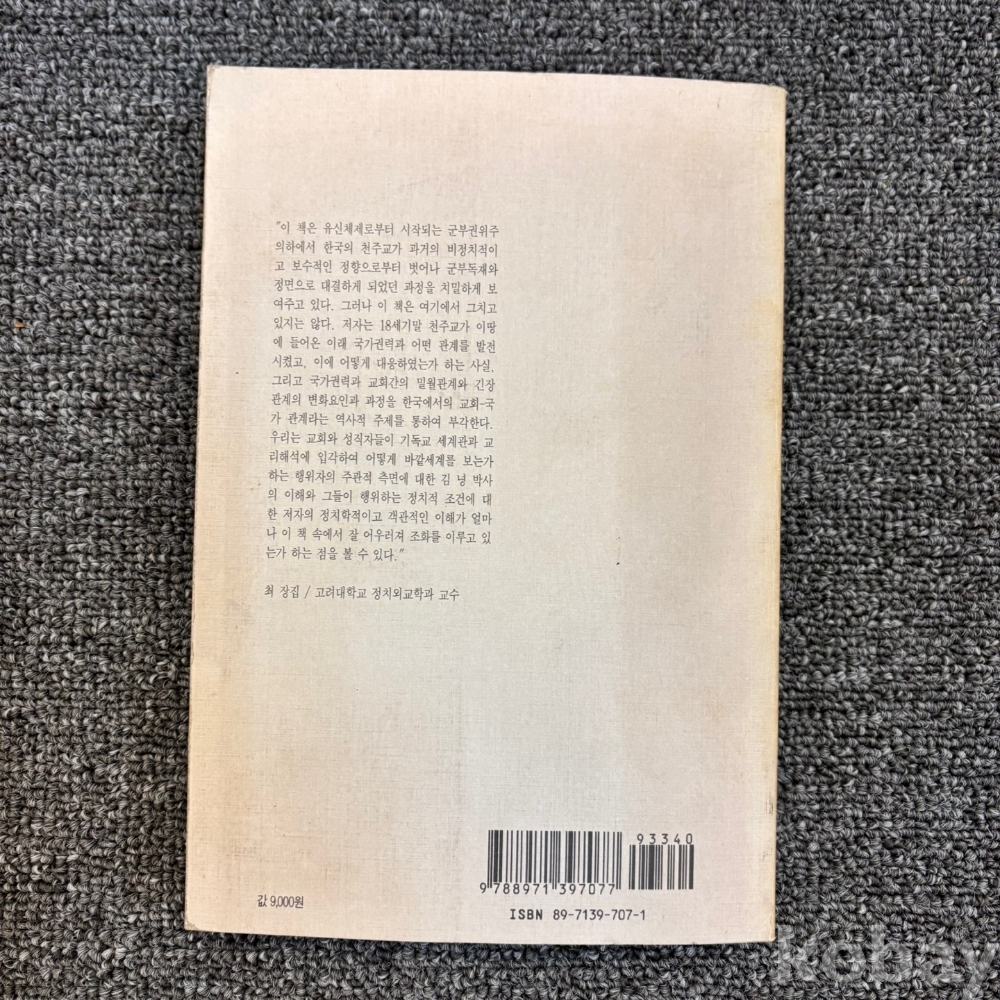 "이 책은 유신체제로부터 시작되는 군부권위주
의하에서 한국의 천주교가 과거의 비정치적이
고 보수적인 정향으로부터 벗어나 군부독재와
정면으로 대결하게 되었던 과정을 치밀하게 보
여주고 있다. 그러나 이 책은 여기에서 그치고
있지는 않다. 저자는 18세기말 천주교가 이땅
에 들어온 이래 국가권력과 어떤 관계를 발전
시켰고, 이에 어떻게 대응하였는가 하는 사실,
그리고 국가권력과 교회간의 밀월관계와 긴장
관계의 변화요인과 과정을 한국에서의 교회-국
가 관계라는 역사적 주제를 통하여 부각한다.
우리는 교회와 성직자들이 기독교 세계관과 교
리해석에 입각하여 어떻게 바깥세계를 보는가
하는 행위자의 주관적 측면에 대한 김 녕 박사
의 이해와 그들이 행위하는 정치적 조건에 대
한 저자의 정치학적이고 객관적인 이해가 얼마
나 이 책 속에서 잘 어우러져 조화를 이루고 있
는가 하는 점을 볼 수 있다."
최 장집 / 고려대학교 정치외교학과 교수
93340
9 788971 397077
ISBN 89-7139-707-1
값 9,000원
Kobay